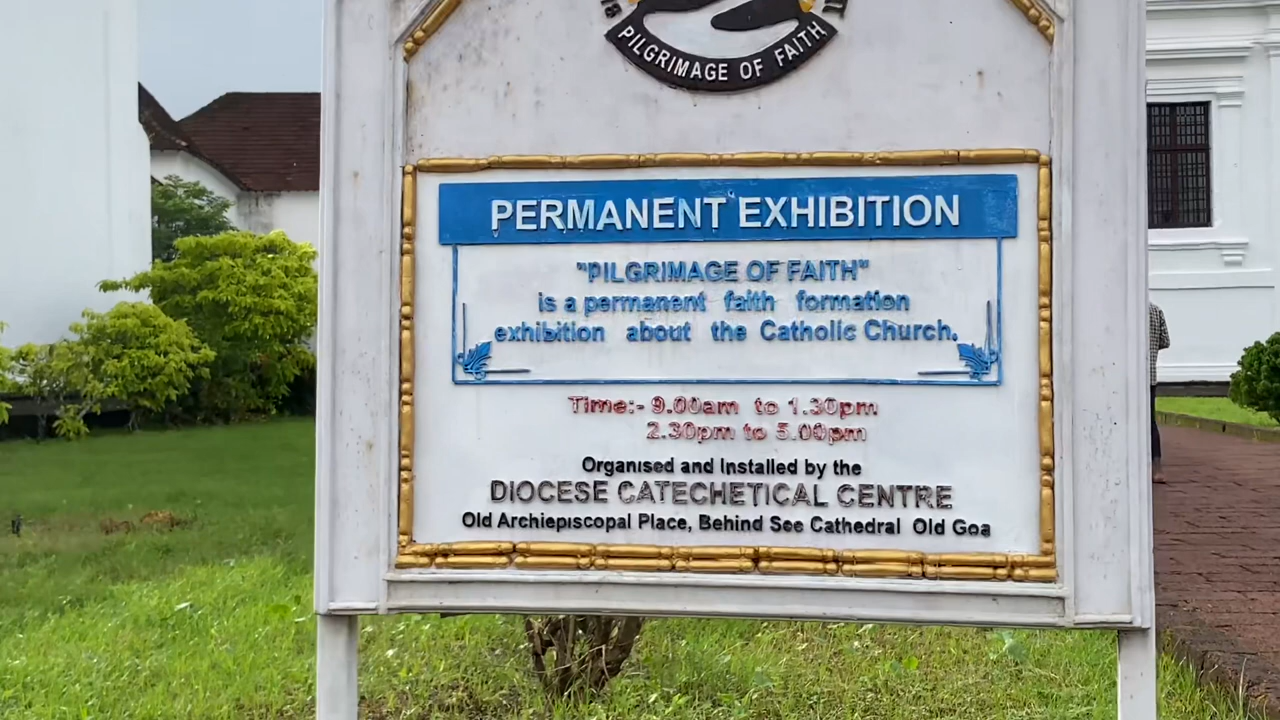 PILGRIMAGE OF FAITH
PERMANENT EXHIBITION
"PILGRIMAGE OF FAITH"
is a permanent faith formation
exhibition about the Catholic Church.
Time:- 9.00am to 1.30pm
2.30pm to 5.00pm
Organised and Installed by the
DIOCESE CATECHETICAL CENTRE
Old Archiepiscopal Place, Behind See Cathedral Old Goa